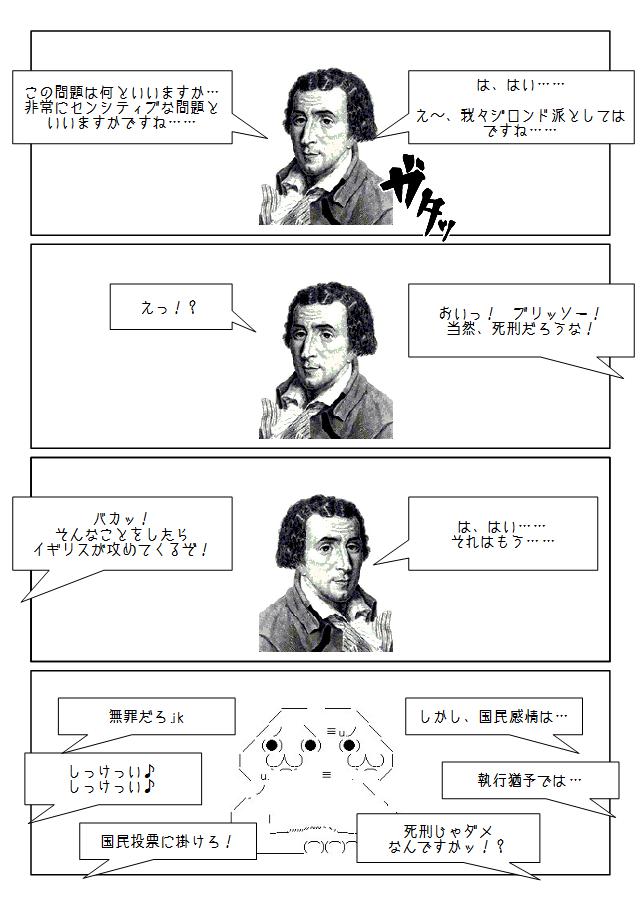 は、はい……
え～、我々ジロンド派としては
ですね……
この問題は何といいますか…
非常にセンシティブな問題と
いいますかですね……
ガタッ
おいっ！　ブリッソー！
当然、死刑だろうな！
えっ！？
は、はい……
それはもう……
バカッ！
そんなことをしたら
イギリスが攻めてくるぞ！
しかし、国民感情は…
執行猶予では…
死刑じゃダメ
なんですかッ！？
無罪だろjk
しっけっい♪
しっけっい♪
国民投票に掛けろ！